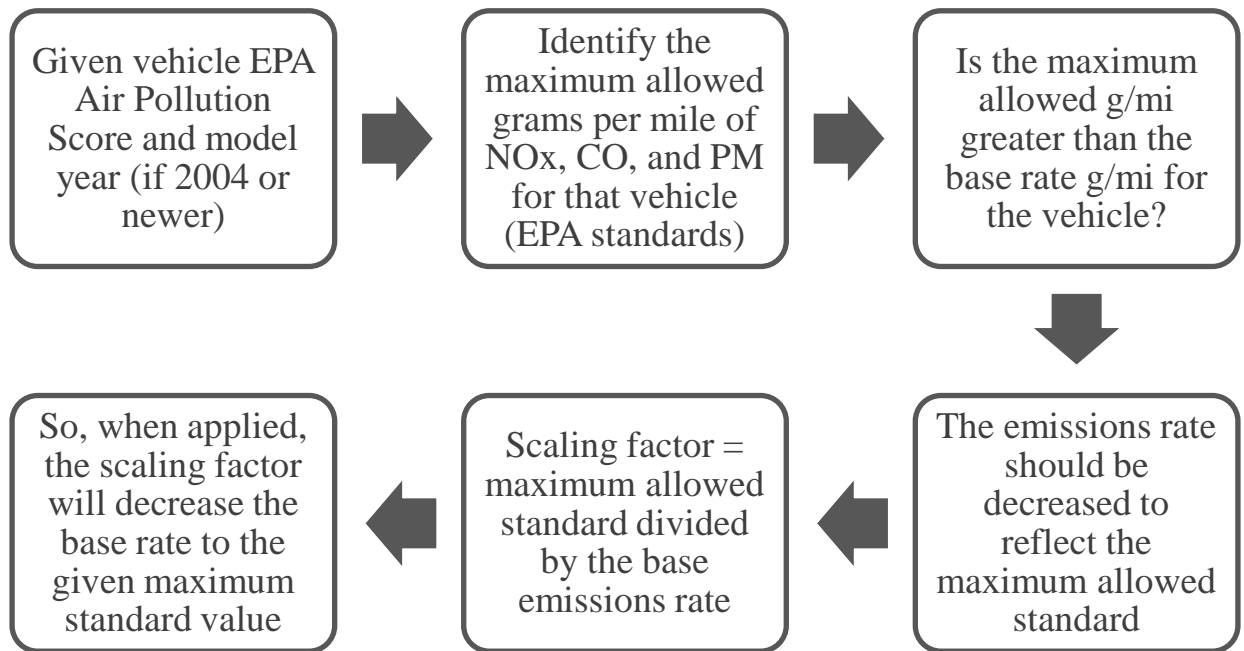 Given vehicle EPA
Air Pollution
Score and model
year (if 2004 or
newer)
Identify the
maximum allowed
grams per mile of
NOx, CO, and PM
for that vehicle
(EPA standards)
Is the maximum
allowed g/mi
greater than the
base rate g/mi for
the vehicle?
The emissions rate
should be
decreased to
reflect the
maximum allowed
standard
Scaling factor =
maximum allowed
standard divided
by the base
emissions rate
So, when applied,
the scaling factor
will decrease the
base rate to the
given maximum
standard value